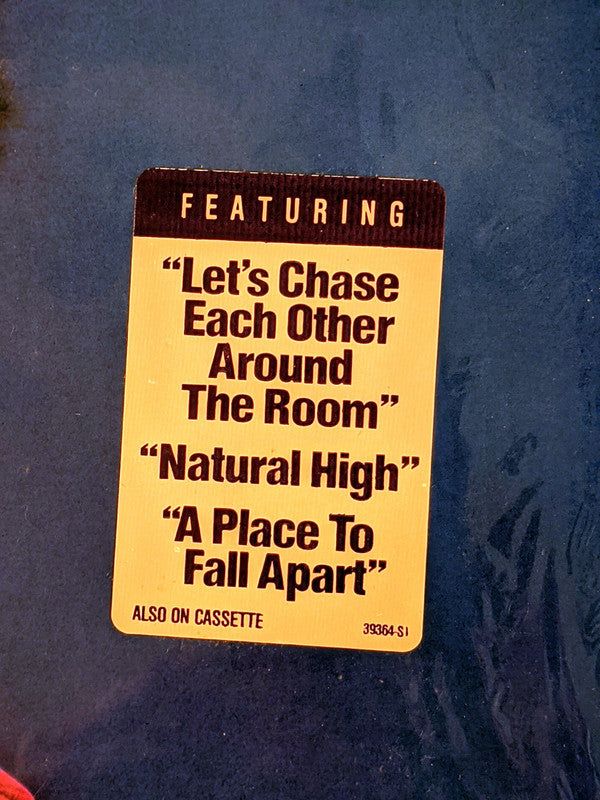 FEATURING
“Let’s Chase
Each Other
Around
The Room”
“Natural High”
“A Place To
Fall Apart”
ALSO ON CASSETTE
39364-S1